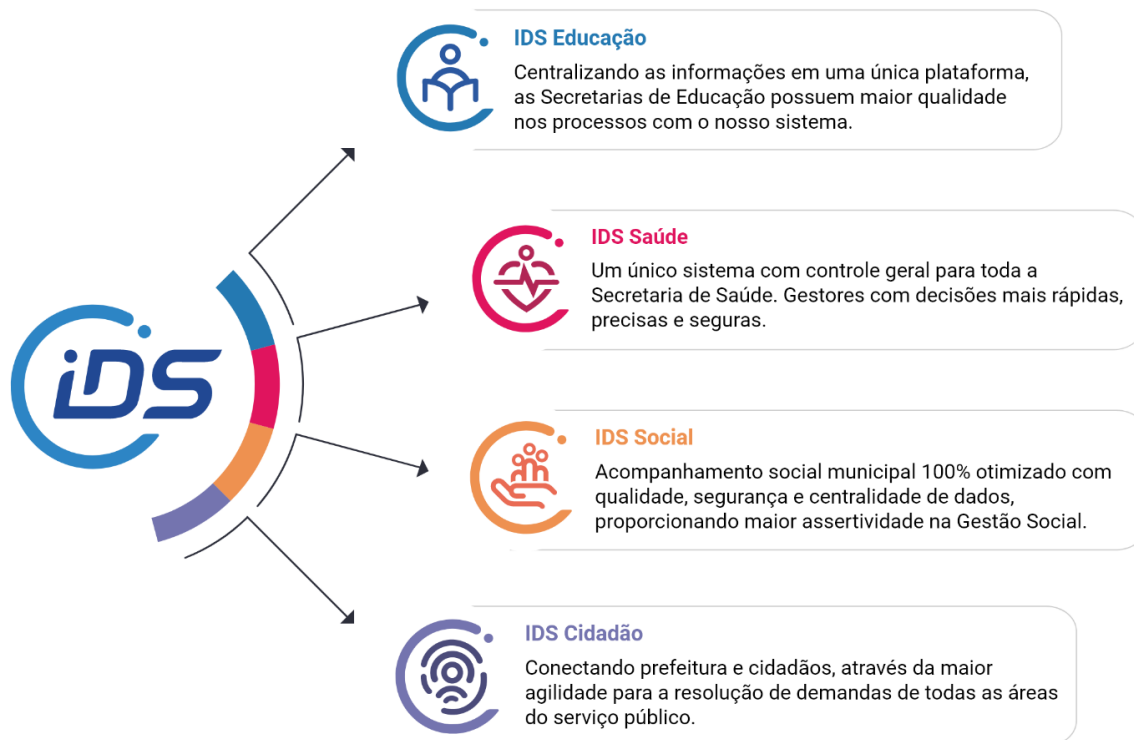 IDS Educação
Centralizando as informações em uma única plataforma,
as Secretarias de Educação possuem maior qualidade
nos processos com o nosso sistema.
IDS Saúde
Um único sistema com controle geral para toda a
Secretaria de Saúde. Gestores com decisões mais rápidas,
precisas e seguras.
iDS
IDS Social
Acompanhamento social municipal 100% otimizado com
qualidade, segurança e centralidade de dados,
proporcionando maior assertividade na Gestão Social.
IDS Cidadão
Conectando prefeitura e cidadãos, através da maior
agilidade para a resolução de demandas de todas as áreas
do serviço público.